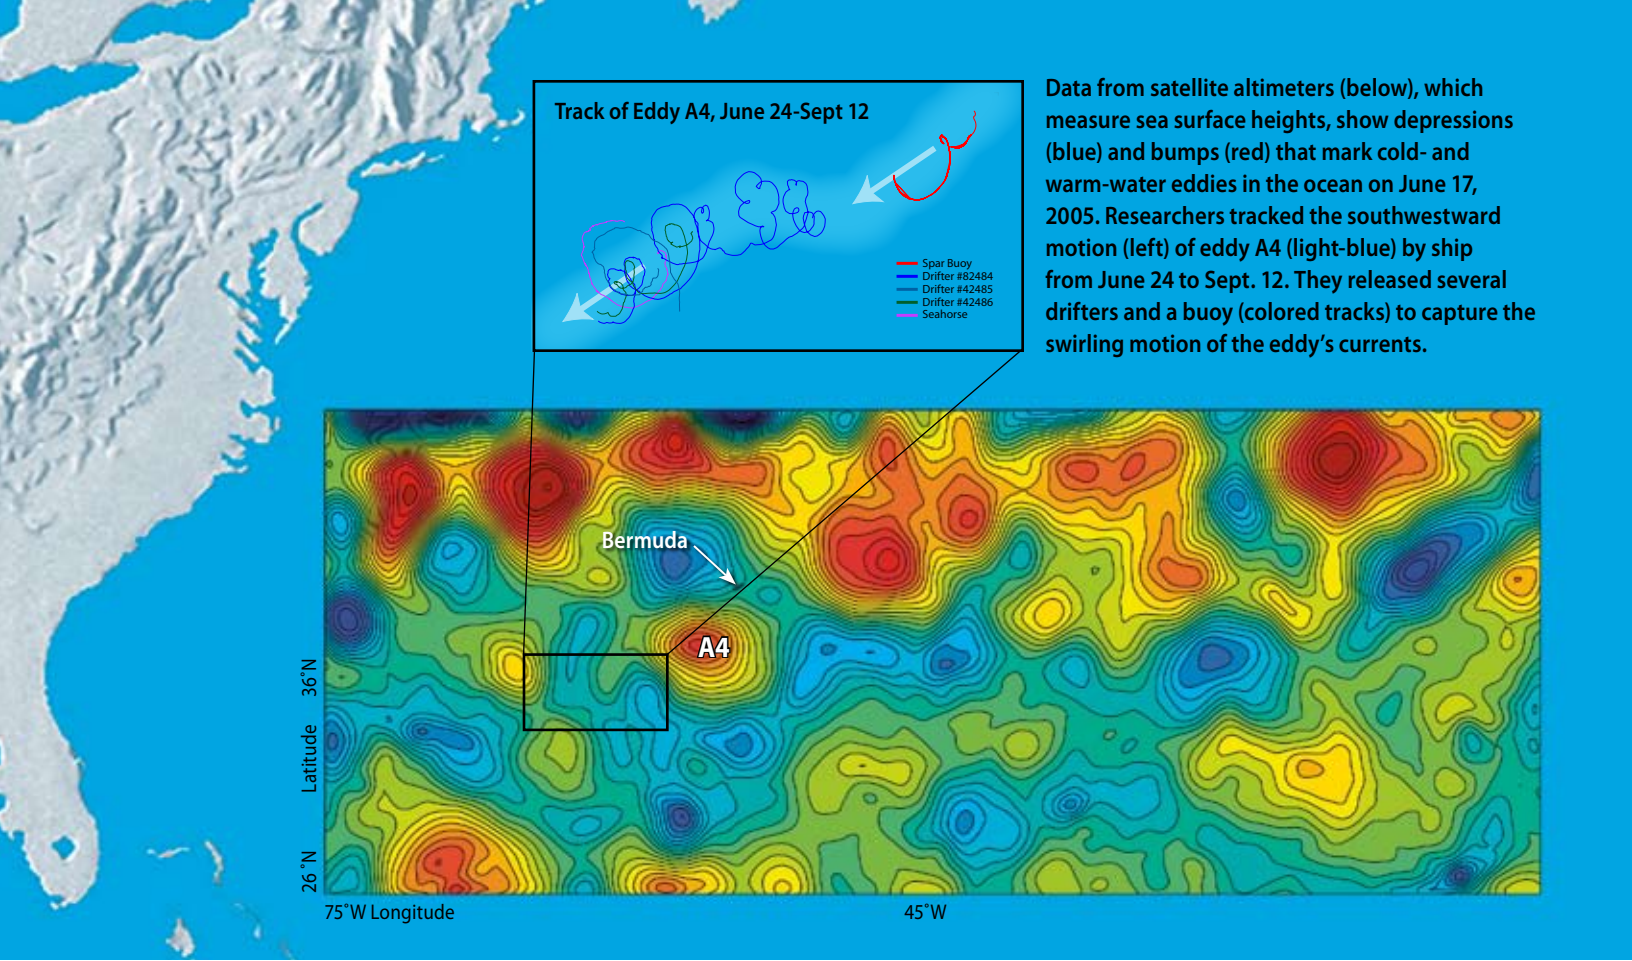 Track of Eddy A4, June 24-Sept 12
Spar Buoy
Drifter #82484
Drifter #42485
Drifter #42486
Seahorse
Data from satellite altimeters (below), which
measure sea surface heights, show depressions
(blue) and bumps (red) that mark cold- and
warm-water eddies in the ocean on June 17,
2005. Researchers tracked the southwestward
motion (left) of eddy A4 (light-blue) by ship
from June 24 to Sept. 12. They released several
drifters and a buoy (colored tracks) to capture the
swirling motion of the eddy's currents.
Bermuda
A4
36˚N
Latitude
26˚N
75˚W Longitude
45˚W